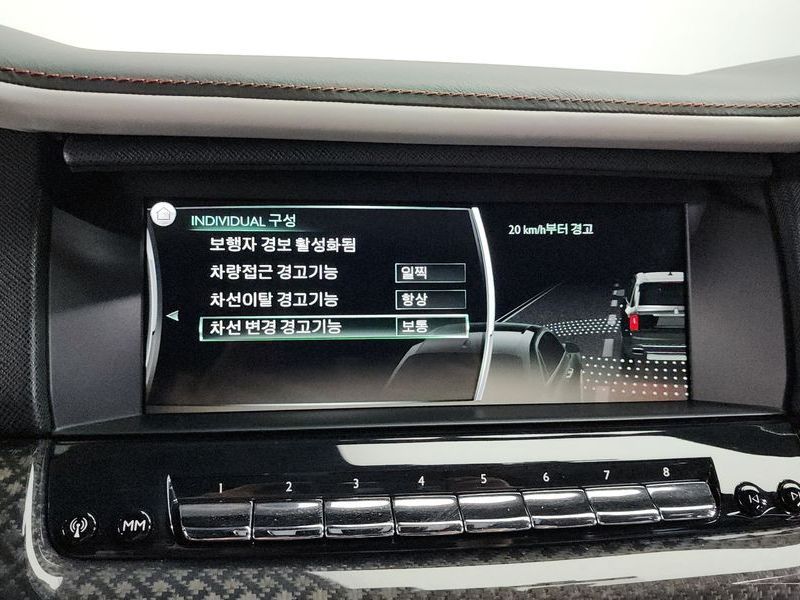 INDIVIDUAL 구성
보행자 경보 활성화됨
차량접근 경고기능 일찍
차선이탈 경고기능 항상
차선 변경 경고기능 보통
20 km/h부터 경고
1 2 3 4 5 6 7 8
MM